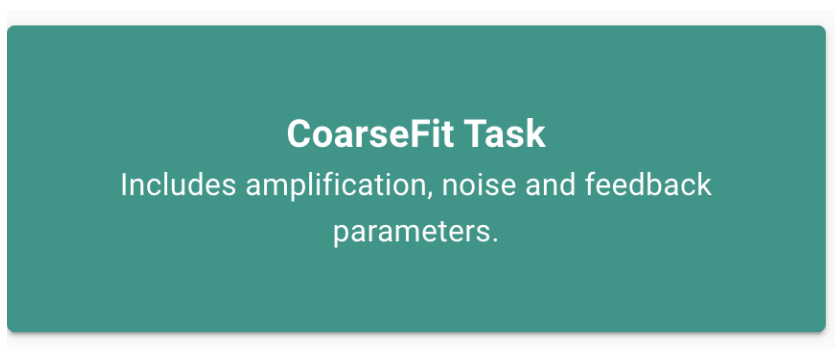 CoarseFit Task
Includes amplification, noise and feedback
parameters.